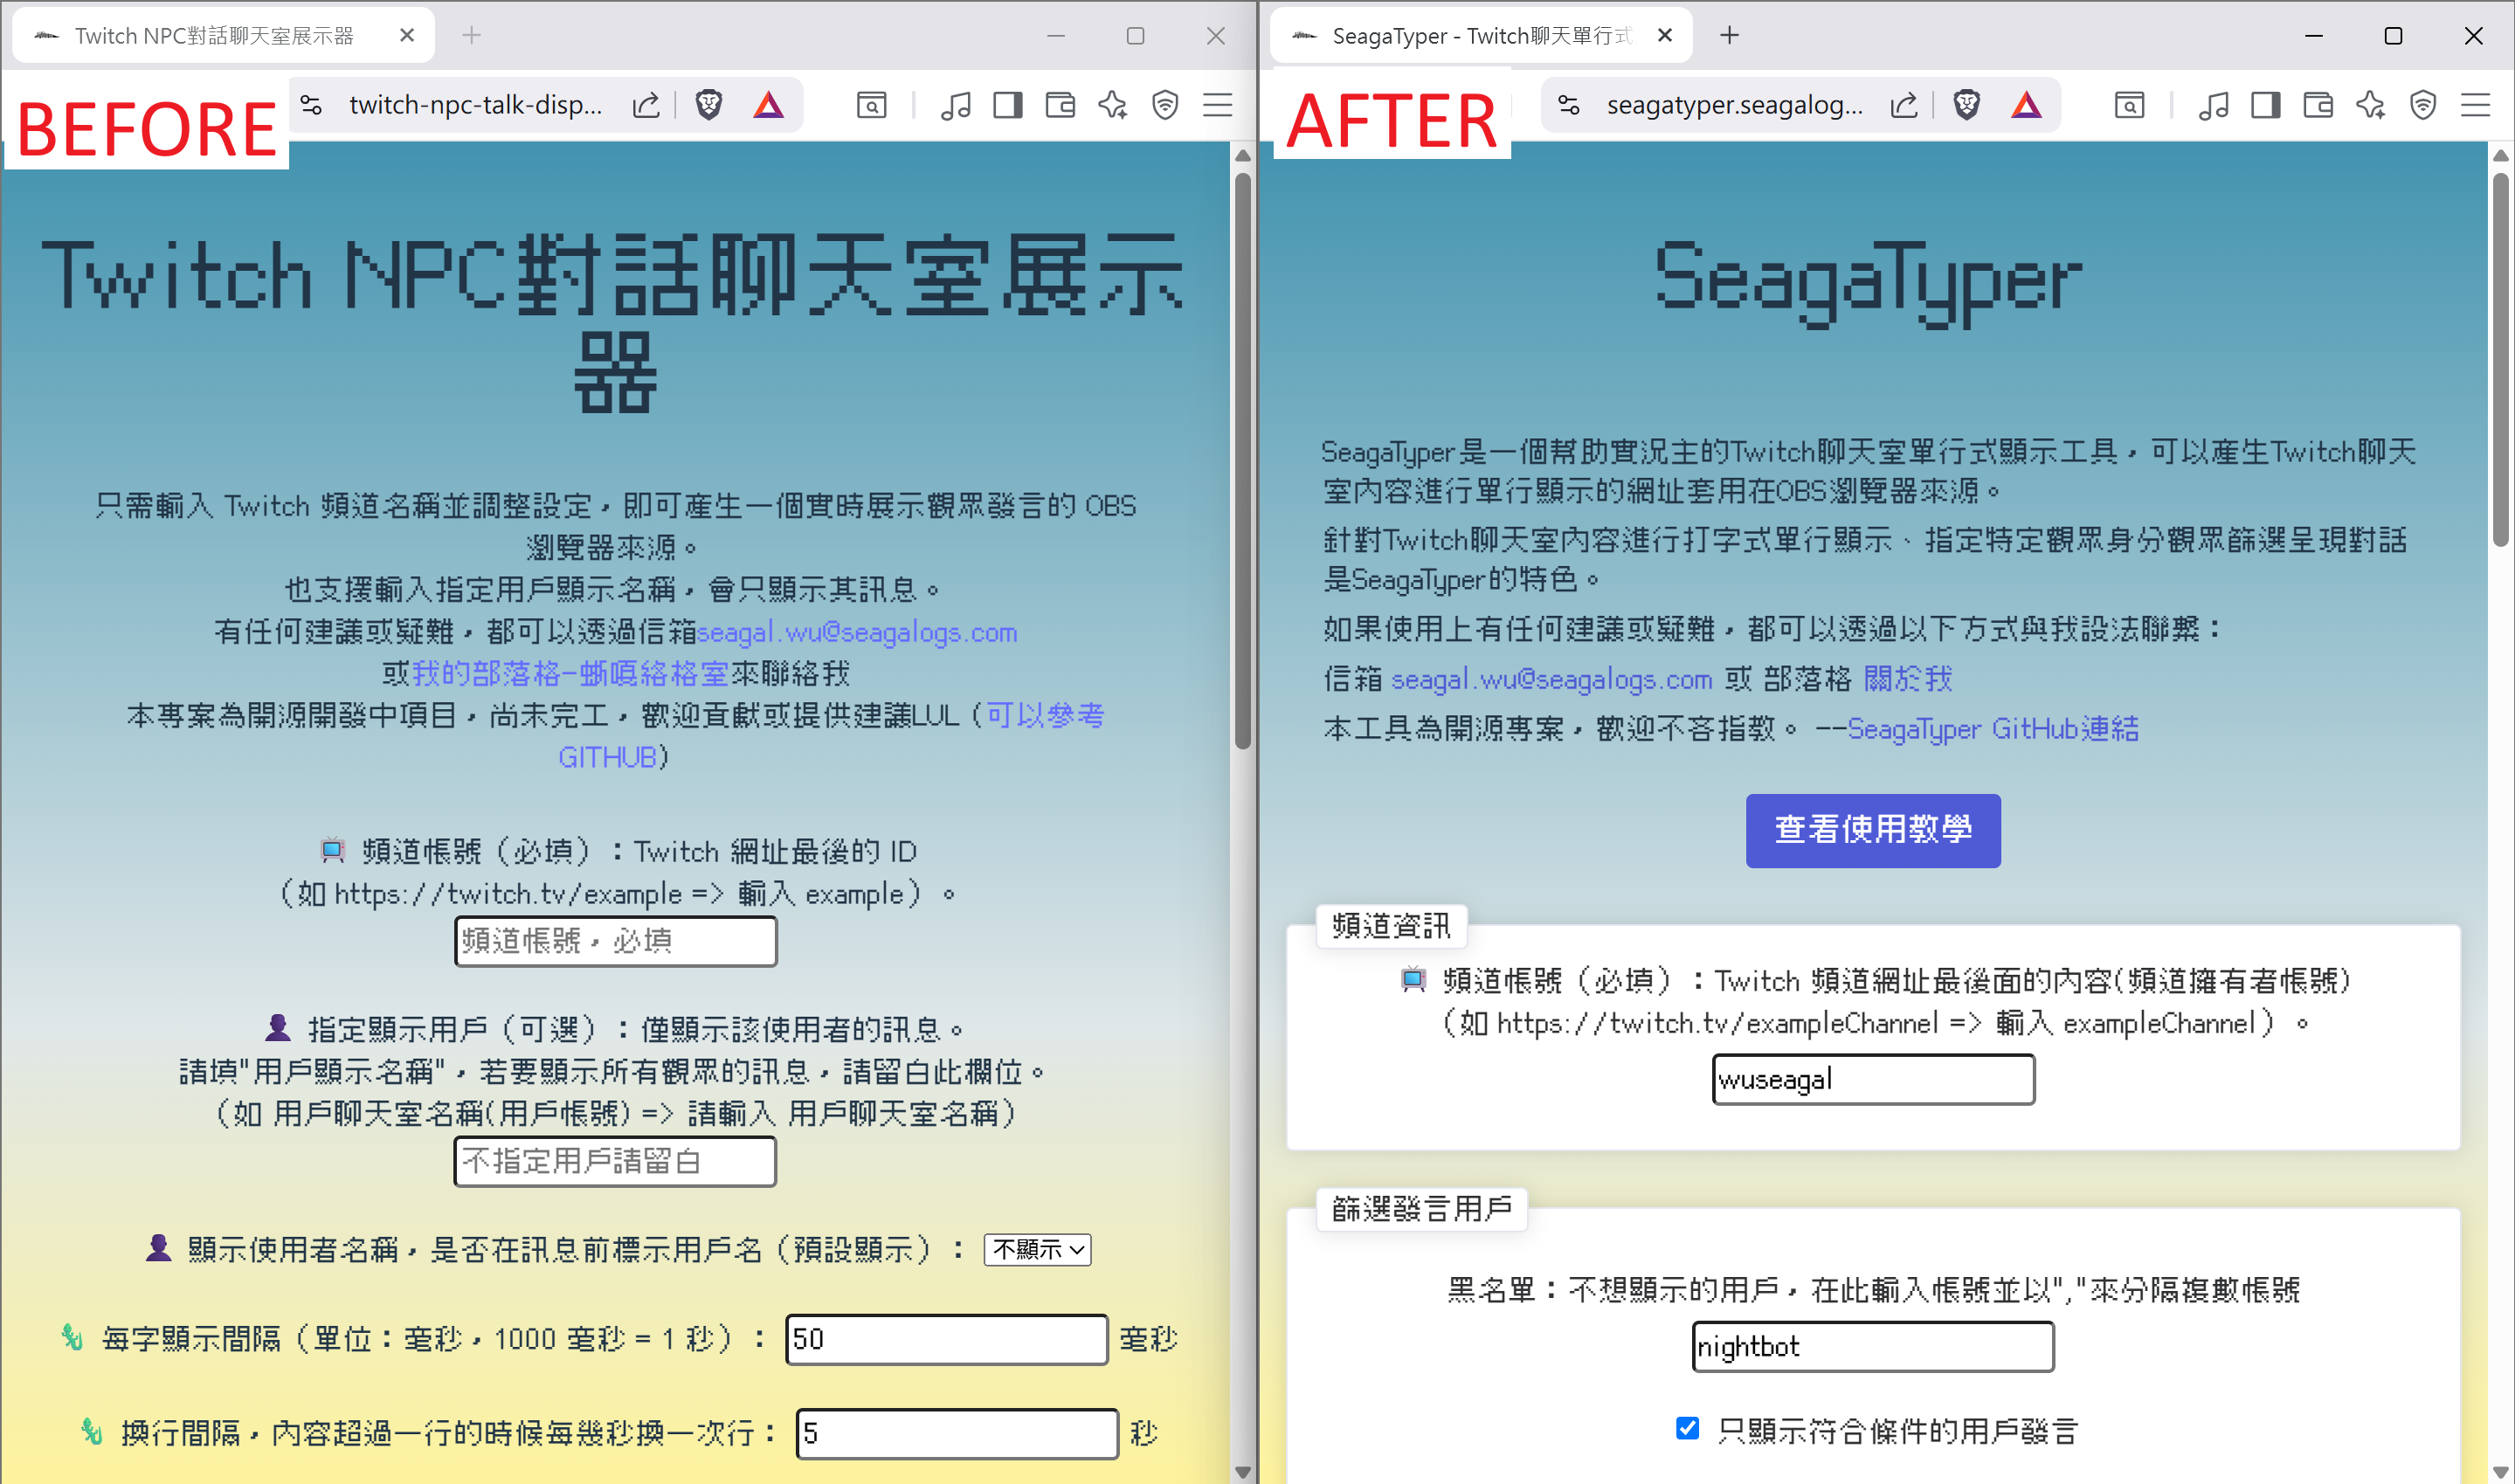 Twitch NPC對話聊天室展示器
BEFORE
twitch-npc-talk-disp...
Twitch NPC對話聊天室展示
器
只需輸入 Twitch 頻道名稱並調整設定，即可產生一個實時展示觀眾發言的 OBS
瀏覽器來源。
也支援輸入指定用戶顯示名稱，會只顯示其訊息。
有任何建議或疑難，都可以透過信箱seagal.wu@seagalogs.com
或我的部落格-蜥嘎絡格室來聯絡我
本專案為開源開發中項目，尚未完工，歡迎貢獻或提供建議LUL（可以參考
GITHUB）
📺 頻道帳號（必填）：Twitch 網址最後的 ID
（如 https://twitch.tv/example => 輸入 example）。
頻道帳號，必填
👤 指定顯示用戶（可選）：僅顯示該使用者的訊息。
請填"用戶顯示名稱"，若要顯示所有觀眾的訊息，請留白此欄位。
（如 用戶聊天室名稱(用戶帳號) => 請輸入 用戶聊天室名稱）
不指定用戶請留白
👤 顯示使用者名稱，是否在訊息前標示用戶名（預設顯示）： 不顯示
🦎 每字顯示間隔（單位：毫秒，1000 毫秒 = 1 秒）： 50 毫秒
🦎 換行間隔，內容超過一行的時候每幾秒換一次行： 5 秒
SeagaTyper - Twitch聊天單行式
AFTER
seagatyper.seagalog...
SeagaTyper
SeagaTyper是一個幫助實況主的Twitch聊天室單行式顯示工具，可以產生Twitch聊天
室內容進行單行顯示的網址套用在OBS瀏覽器來源。
針對Twitch聊天室內容進行打字式單行顯示、指定特定觀眾身分觀眾篩選呈現對話
是SeagaTyper的特色。
如果使用上有任何建議或疑難，都可以透過以下方式與我設法聯繫：
信箱 seagal.wu@seagalogs.com 或 部落格 關於我
本工具為開源專案，歡迎不吝指教。 --SeagaTyper GitHub連結
查看使用教學
頻道資訊
📺 頻道帳號（必填）：Twitch 頻道網址最後面的內容(頻道擁有者帳號)
（如 https://twitch.tv/exampleChannel => 輸入 exampleChannel）。
wuseagal
篩選發言用戶
黑名單：不想顯示的用戶，在此輸入帳號並以","來分隔複數帳號
nightbot
只顯示符合條件的用戶發言